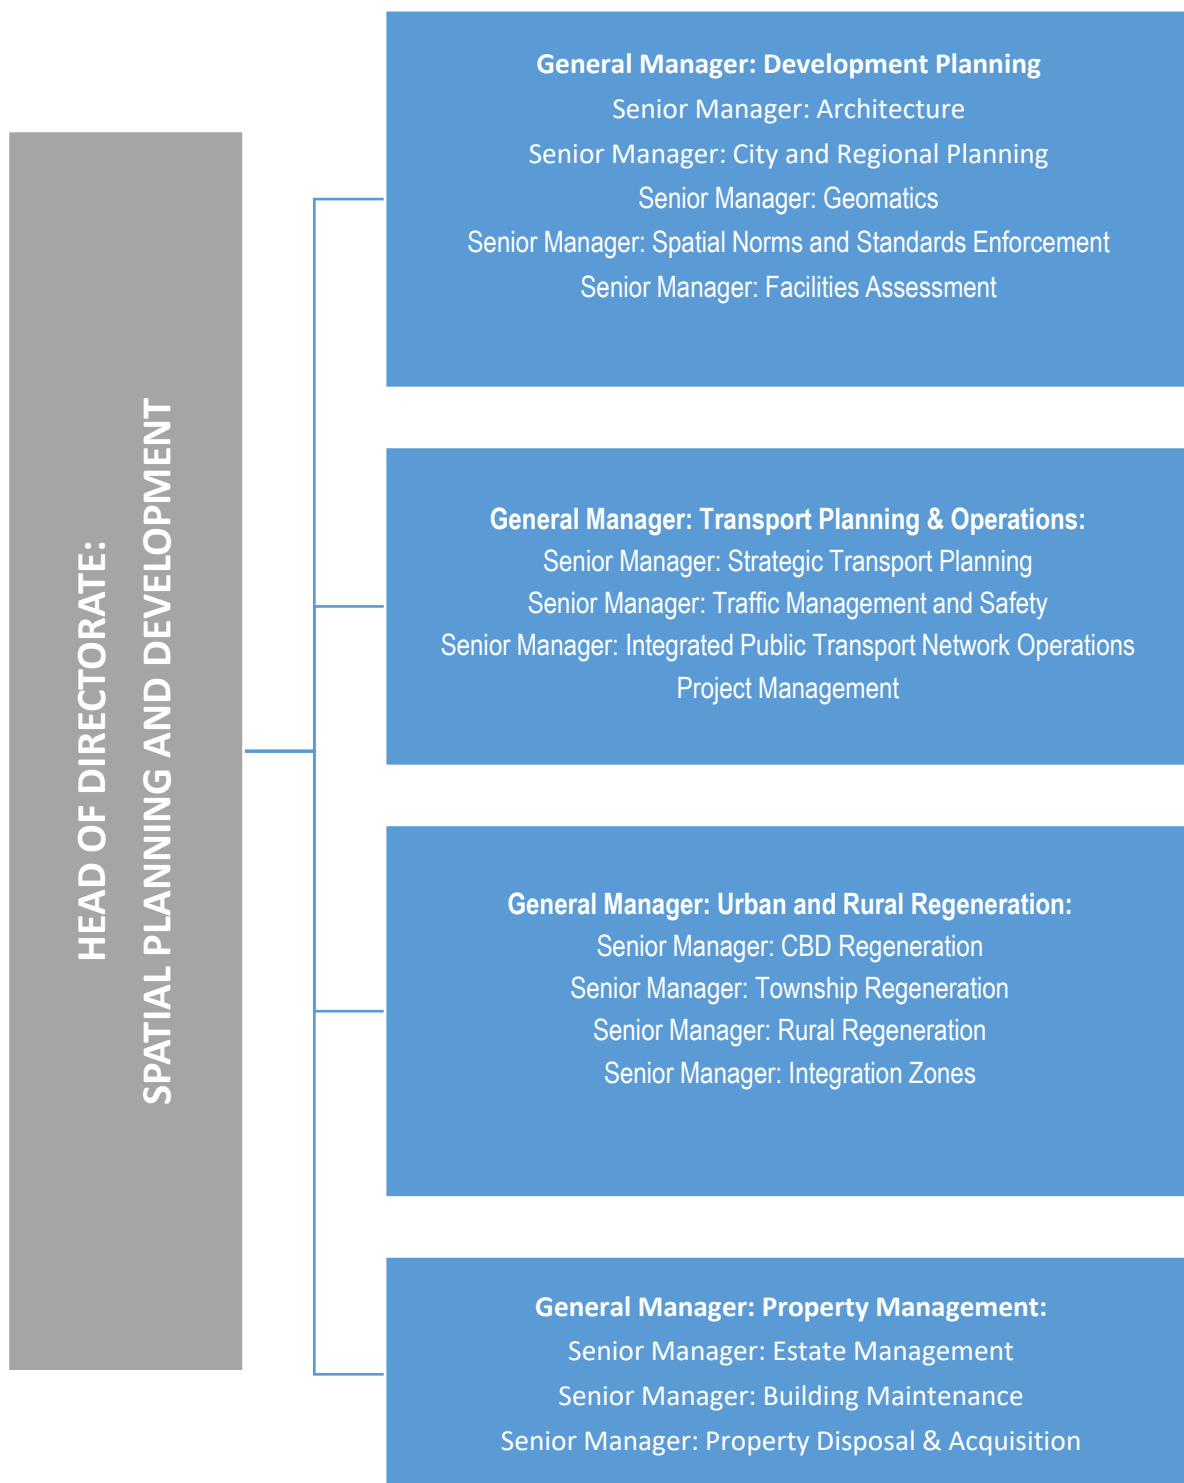 HEAD OF DIRECTORATE:
SPATIAL PLANNING AND DEVELOPMENT
General Manager: Development Planning
Senior Manager: Architecture
Senior Manager: City and Regional Planning
Senior Manager: Geomatics
Senior Manager: Spatial Norms and Standards Enforcement
Senior Manager: Facilities Assessment
General Manager: Transport Planning & Operations:
Senior Manager: Strategic Transport Planning
Senior Manager: Traffic Management and Safety
Senior Manager: Integrated Public Transport Network Operations
Project Management
General Manager: Urban and Rural Regeneration:
Senior Manager: CBD Regeneration
Senior Manager: Township Regeneration
Senior Manager: Rural Regeneration
Senior Manager: Integration Zones
General Manager: Property Management:
Senior Manager: Estate Management
Senior Manager: Building Maintenance
Senior Manager: Property Disposal & Acquisition